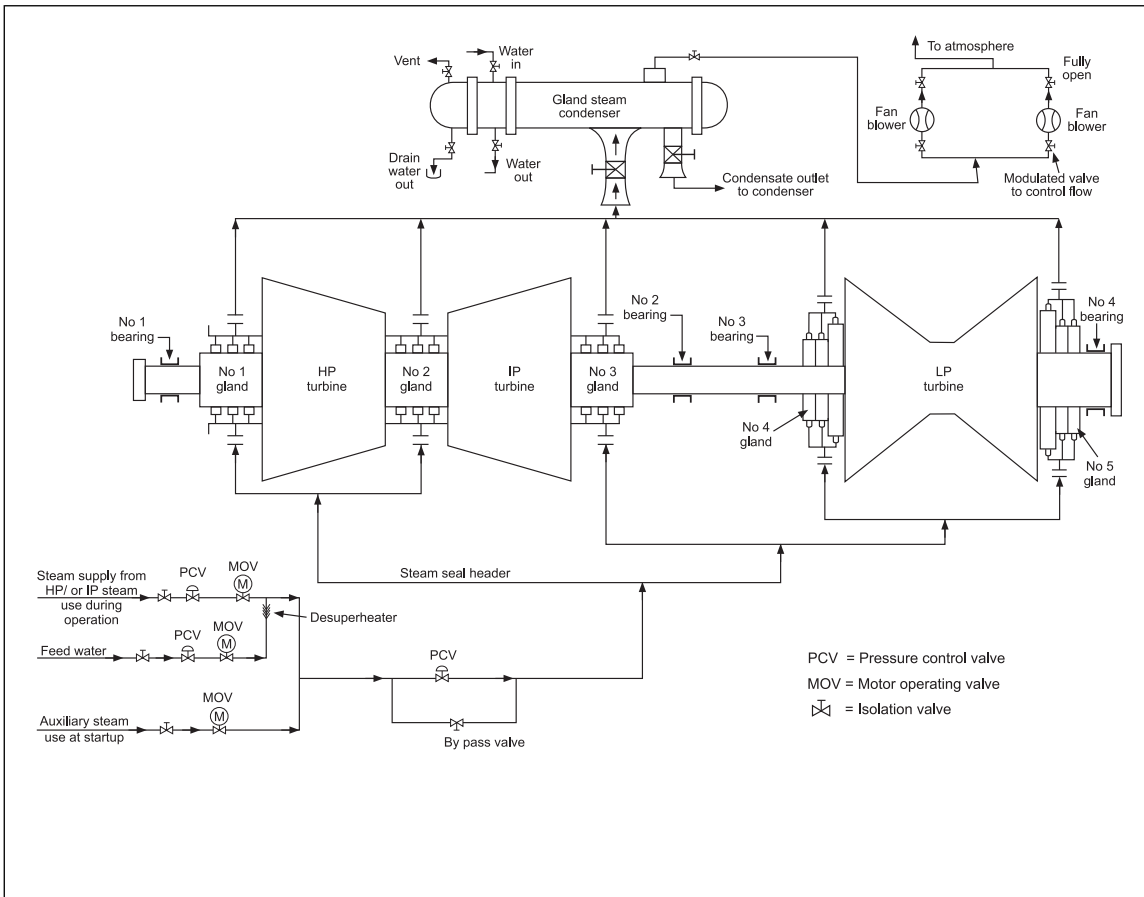 To atmosphere
Vent
Water
in
Fully
open
Gland steam
condenser
Fan
blower
Fan
blower
Drain
water
out
Water
out
Condensate outlet
to condenser
Modulated valve
to control flow
No 1
bearing
No 2
bearing
No 3
bearing
No 4
bearing
No 1
gland
HP
turbine
No 2
gland
IP
turbine
No 3
gland
LP
turbine
No 4
gland
No 5
gland
Steam supply from
HP/ or IP steam
use during
operation
PCV
MOV
M
Steam seal header
Desuperheater
Feed water
PCV
MOV
M
PCV
Auxiliary steam
use at startup
MOV
M
By pass valve
PCV = Pressure control valve
MOV = Motor operating valve
= Isolation valve